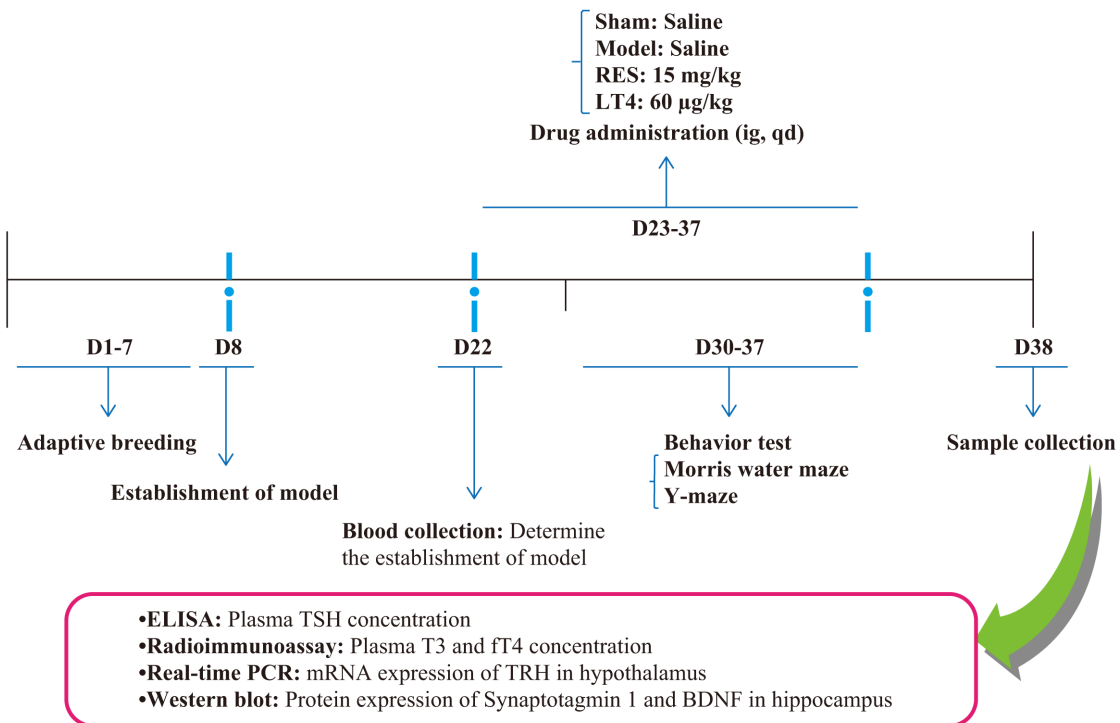 Sham: Saline
Model: Saline
RES: 15 mg/kg
LT4: 60 μg/kg
Drug administration (ig, qd)
D23-37
D1-7
D8
D22
D30-37
D38
Adaptive breeding
Establishment of model
Blood collection: Determine
the establishment of model
Behavior test
Morris water maze
Y-maze
Sample collection
•ELISA: Plasma TSH concentration
•Radioimmunoassay: Plasma T3 and fT4 concentration
•Real-time PCR: mRNA expression of TRH in hypothalamus
•Western blot: Protein expression of Synaptotagmin 1 and BDNF in hippocampus